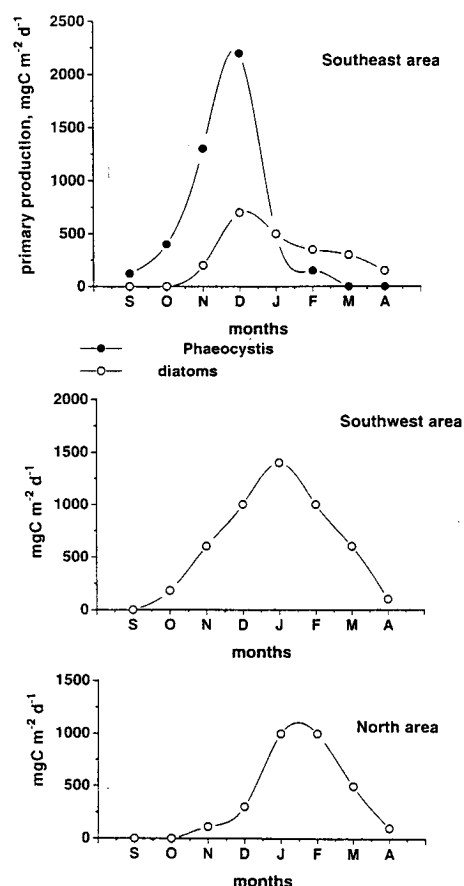 2500
Southeast area
2000
1500
1000
500
0
primary production, mgC m⁻² d⁻¹
S O N D J F M A
months
Phaeocystis
diatoms
2000
Southwest area
1500
1000
500
0
mgC m⁻² d⁻¹
S O N D J F M A
months
1500
North area
1000
500
0
mgC m⁻² d⁻¹
S O N D J F M A
months